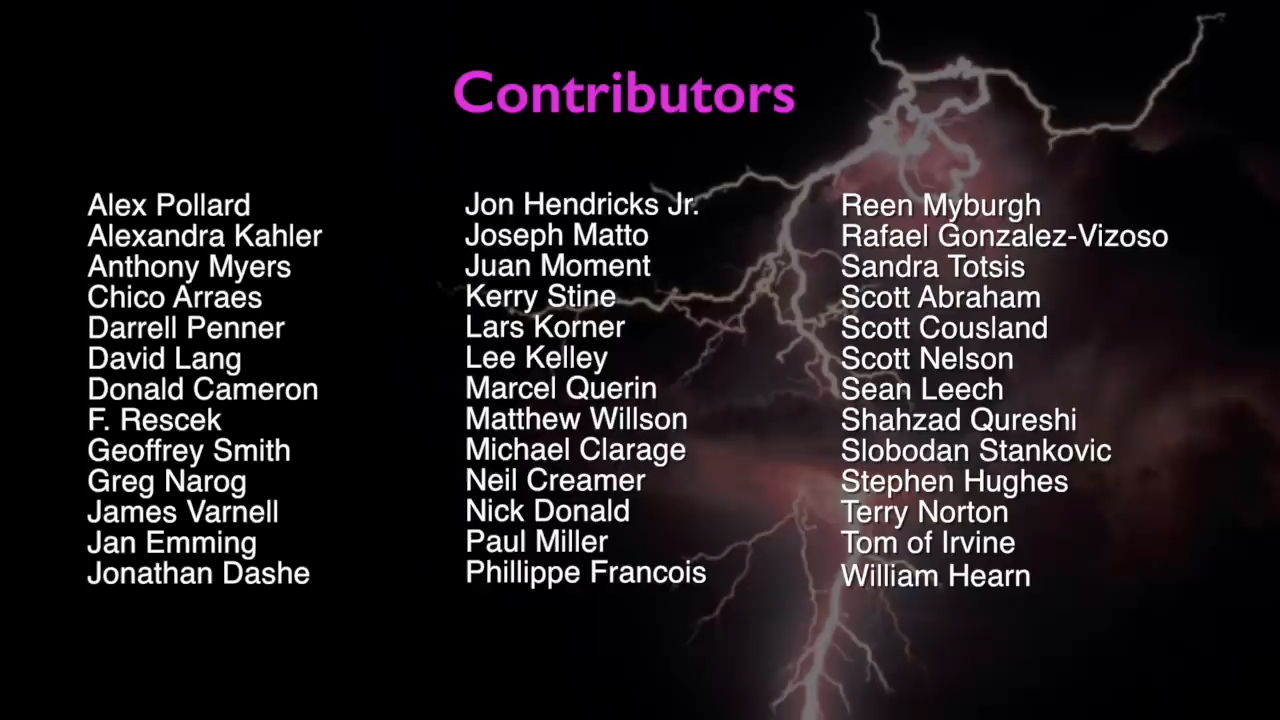 Contributors
Alex Pollard
Alexandra Kahler
Anthony Myers
Chico Arraes
Darrell Penner
David Lang
Donald Cameron
F. Rescek
Geoffrey Smith
Greg Narog
James Varnell
Jan Emming
Jonathan Dashe
Jon Hendricks Jr.
Joseph Matto
Juan Moment
Kerry Stine
Lars Korner
Lee Kelley
Marcel Querin
Matthew Willson
Michael Clarage
Neil Creamer
Nick Donald
Paul Miller
Phillippe Francois
Reen Myburgh
Rafael Gonzalez-Vizoso
Sandra Totsis
Scott Abraham
Scott Cousland
Scott Nelson
Sean Leech
Shahzad Qureshi
Slobodan Stankovic
Stephen Hughes
Terry Norton
Tom of Irvine
William Hearn